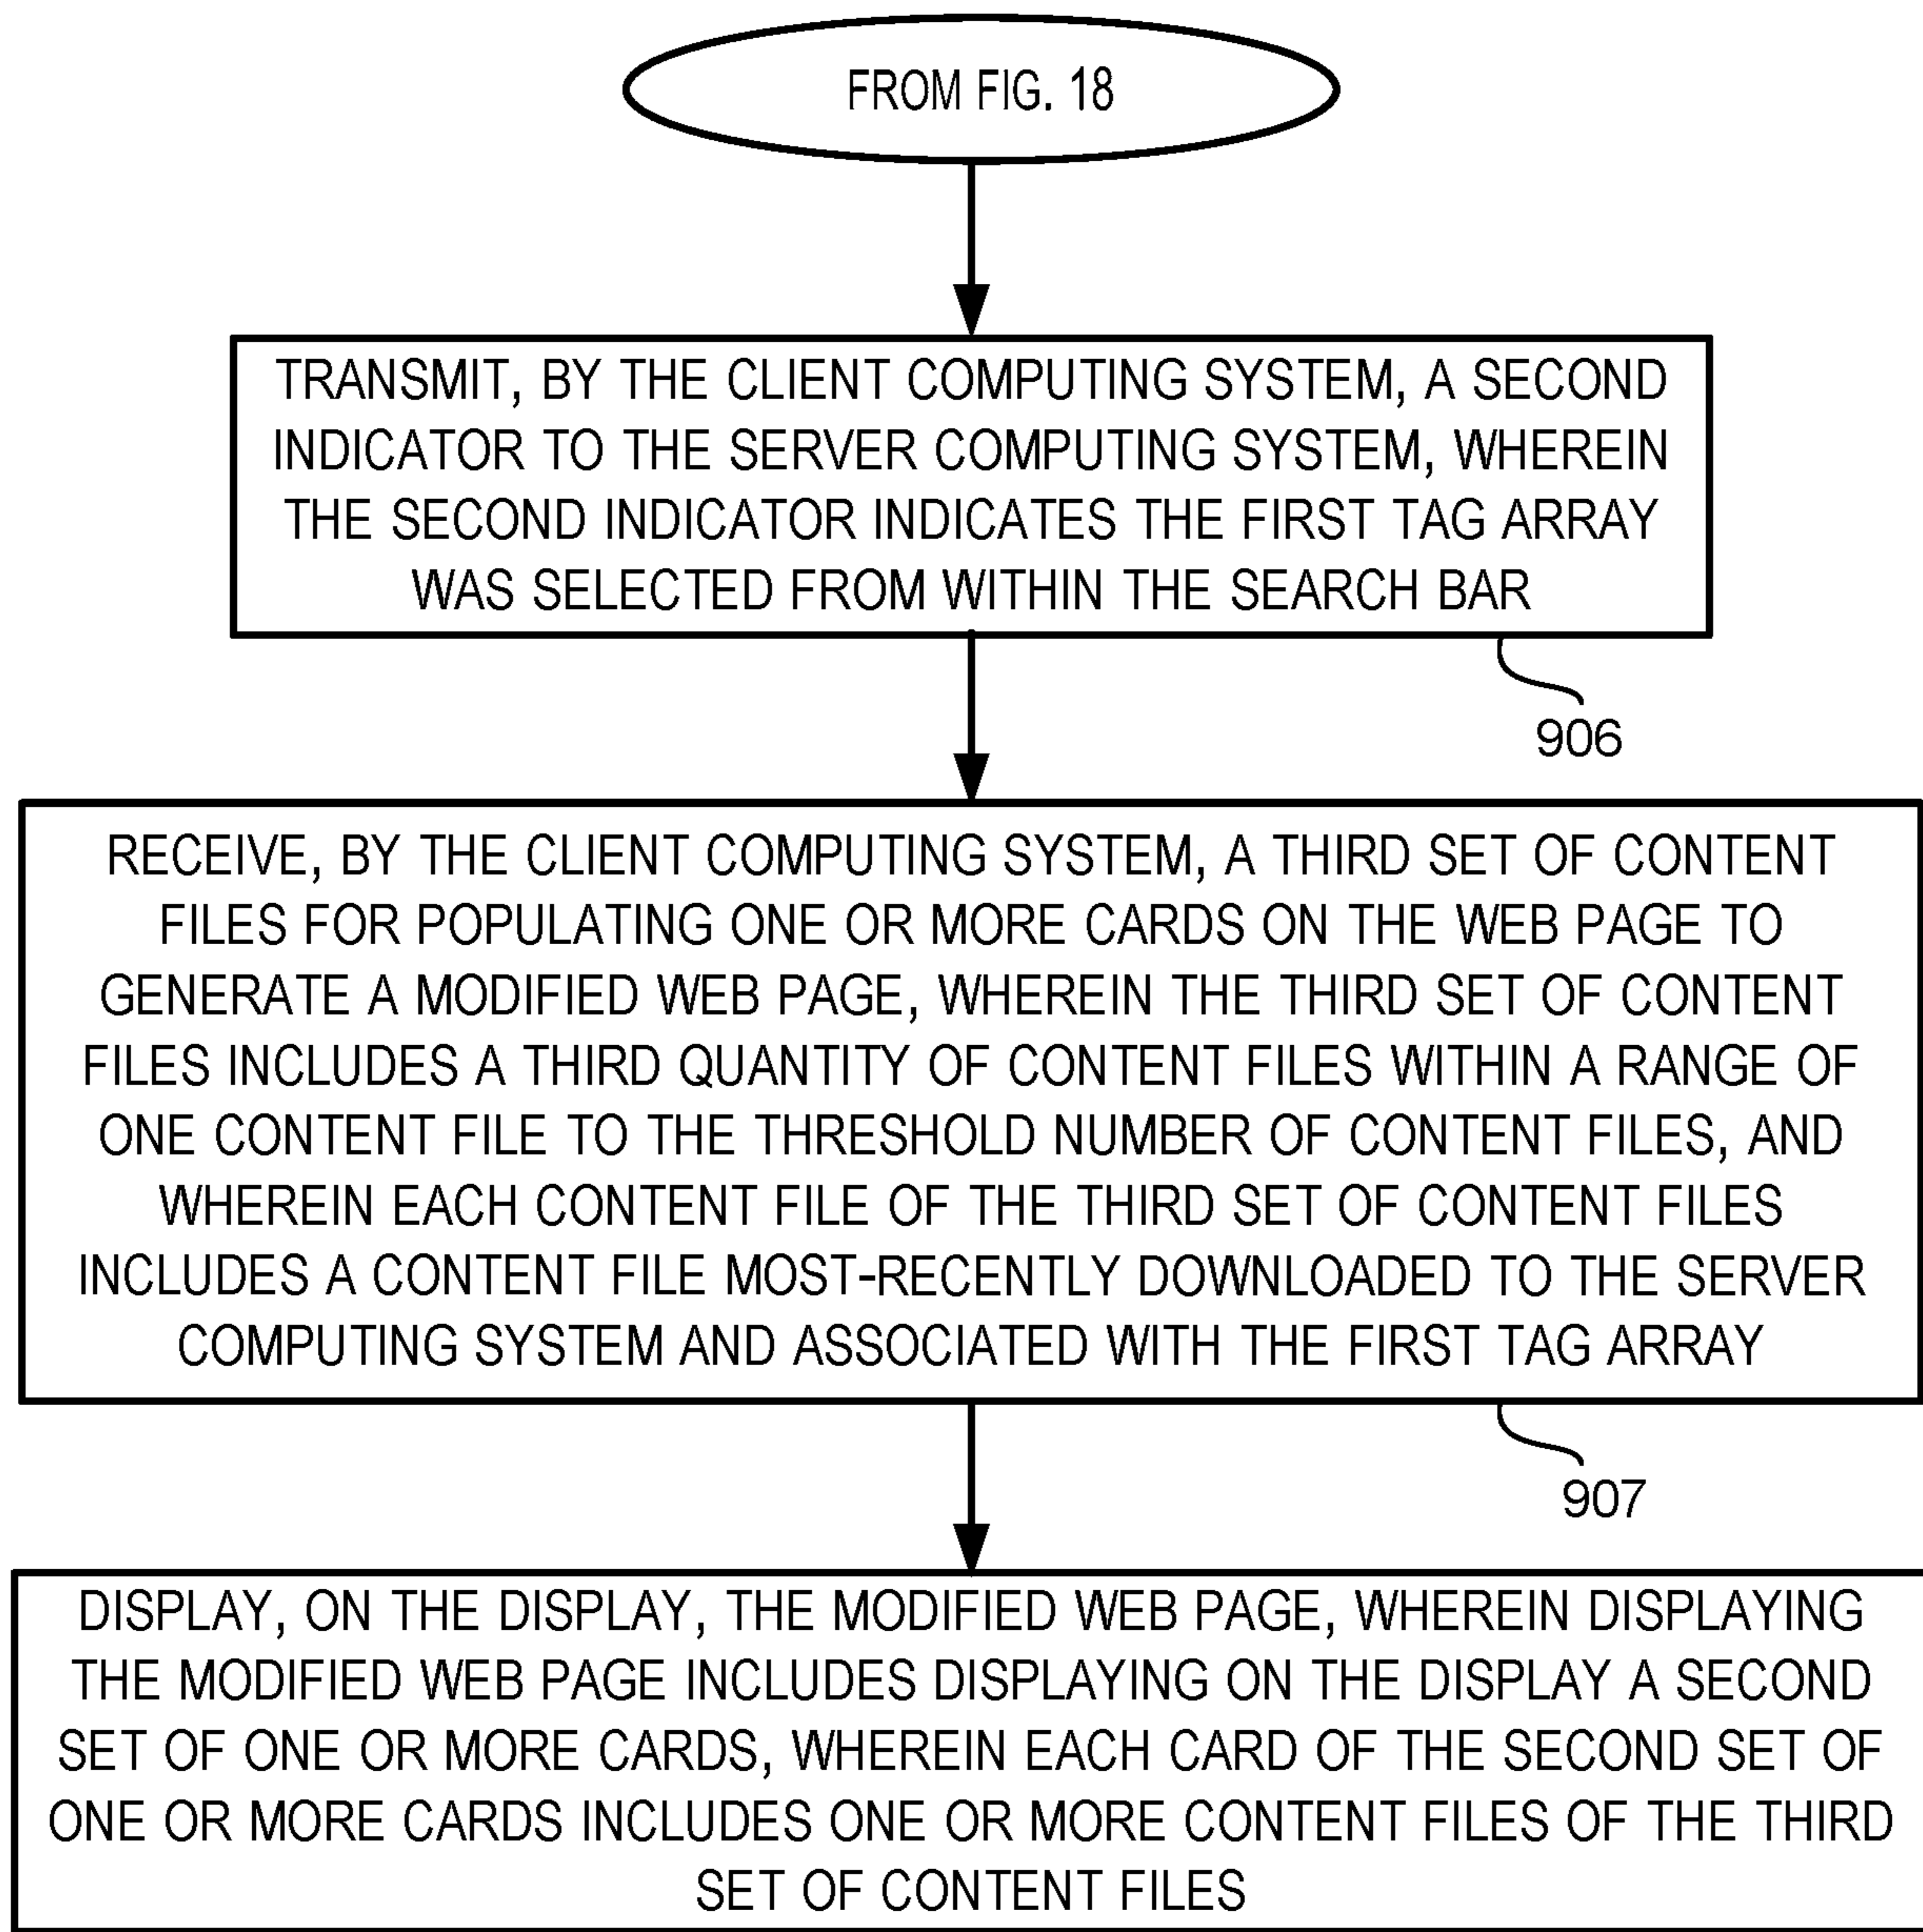 FROM FIG. 18
TRANSMIT, BY THE CLIENT COMPUTING SYSTEM, A SECOND
INDICATOR TO THE SERVER COMPUTING SYSTEM, WHEREIN
THE SECOND INDICATOR INDICATES THE FIRST TAG ARRAY
WAS SELECTED FROM WITHIN THE SEARCH BAR
906
RECEIVE, BY THE CLIENT COMPUTING SYSTEM, A THIRD SET OF CONTENT
FILES FOR POPULATING ONE OR MORE CARDS ON THE WEB PAGE TO
GENERATE A MODIFIED WEB PAGE, WHEREIN THE THIRD SET OF CONTENT
FILES INCLUDES A THIRD QUANTITY OF CONTENT FILES WITHIN A RANGE OF
ONE CONTENT FILE TO THE THRESHOLD NUMBER OF CONTENT FILES, AND
WHEREIN EACH CONTENT FILE OF THE THIRD SET OF CONTENT FILES
INCLUDES A CONTENT FILE MOST-RECENTLY DOWNLOADED TO THE SERVER
COMPUTING SYSTEM AND ASSOCIATED WITH THE FIRST TAG ARRAY
907
DISPLAY, ON THE DISPLAY, THE MODIFIED WEB PAGE, WHEREIN DISPLAYING
THE MODIFIED WEB PAGE INCLUDES DISPLAYING ON THE DISPLAY A SECOND
SET OF ONE OR MORE CARDS, WHEREIN EACH CARD OF THE SECOND SET OF
ONE OR MORE CARDS INCLUDES ONE OR MORE CONTENT FILES OF THE THIRD
SET OF CONTENT FILES